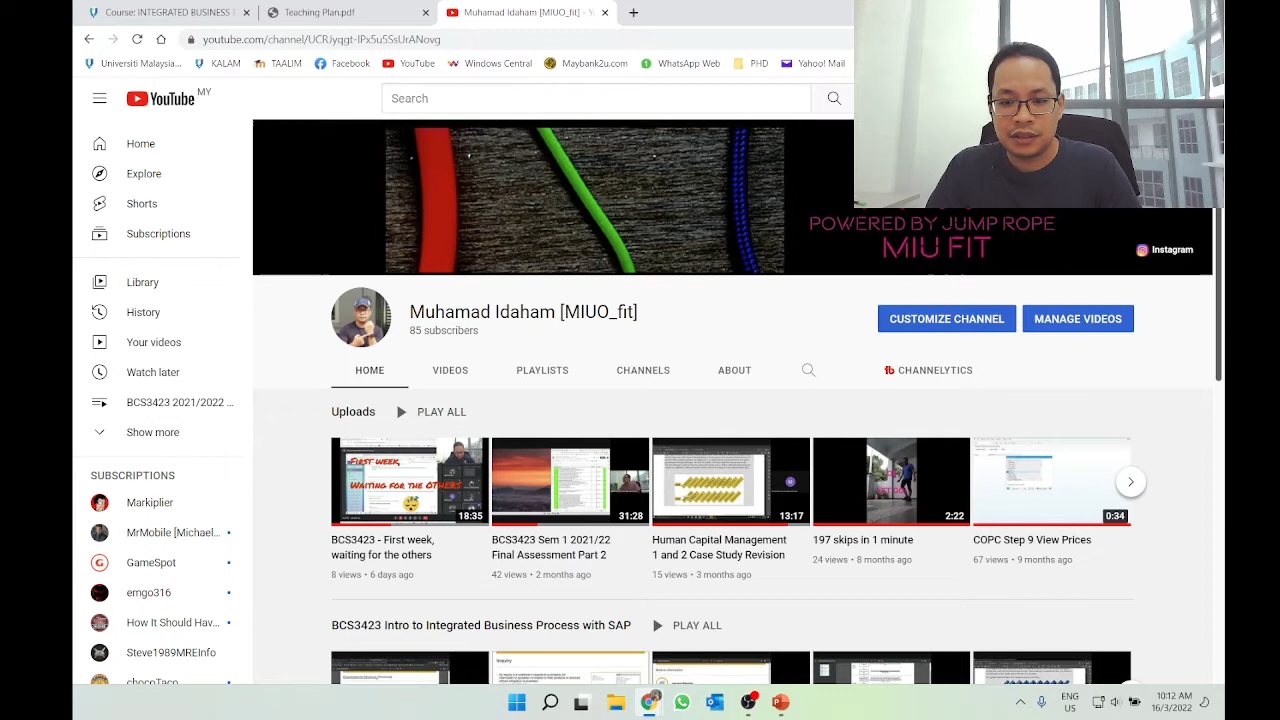 Course: INTEGRATED BUSINESS
Teaching Plan.pdf
Muhamad Idaham [MIUO_fit] - Y
youtube.com/channel/UCRJyqgt-lPx5u5SsUrANovg
Universiti Malaysia...
KALAM
TAALIM
Facebook
YouTube
Windows Central
Maybank2u.com
WhatsApp Web
PHD
Yahoo Mail
YouTube MY
Search
Home
Explore
Shorts
Subscriptions
Library
History
Your videos
Watch later
BCS3423 2021/2022 ...
Show more
SUBSCRIPTIONS
Markiplier
MrMobile [Michael...
GameSpot
emgo316
How It Should Hav...
Steve1989MREInfo
POWERED BY JUMP ROPE
MIU FIT
Instagram
Muhamad Idaham [MIUO_fit]
85 subscribers
CUSTOMIZE CHANNEL
MANAGE VIDEOS
HOME
VIDEOS
PLAYLISTS
CHANNELS
ABOUT
CHANNELYTICS
Uploads
PLAY ALL
FIRST WEEK,
WAITING FOR THE OTHERS
18:35
31:28
13:17
2:22
0:34
BCS3423 - First week,
waiting for the others
8 views • 6 days ago
BCS3423 Sem 1 2021/22
Final Assessment Part 2
42 views • 2 months ago
Human Capital Management
1 and 2 Case Study Revision
15 views • 3 months ago
197 skips in 1 minute
24 views • 8 months ago
COPC Step 9 View Prices
67 views • 9 months ago
BCS3423 Intro to Integrated Business Process with SAP
PLAY ALL
Inquiry
ENG
US
10:12 AM
16/3/2022